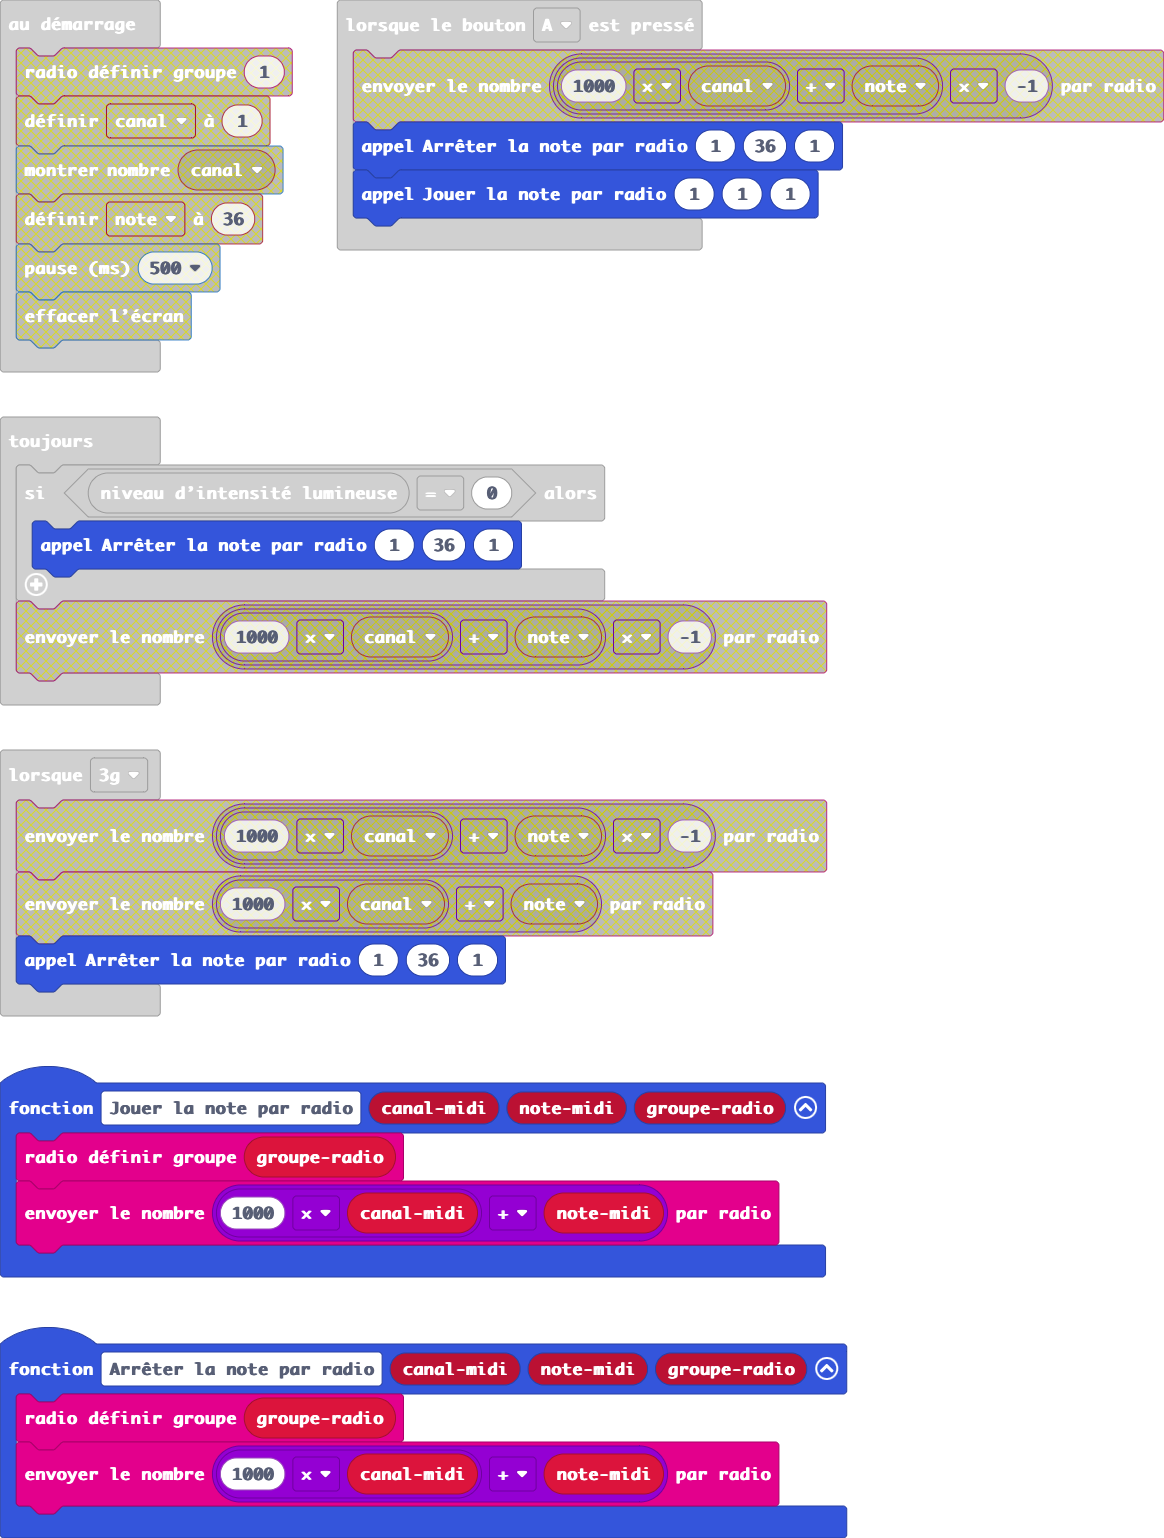 au démarrage
radio définir groupe 1
définir canal à 1
montrer nombre canal
définir note à 36
pause (ms) 500
effacer l'écran
lorsque le bouton A est pressé
envoyer le nombre 1000 x canal + note x -1 par radio
appel Arrêter la note par radio 1 36 1
appel Jouer la note par radio 1 1 1
toujours
si niveau d'intensité lumineuse = 0 alors
appel Arrêter la note par radio 1 36 1
envoyer le nombre 1000 x canal + note x -1 par radio
lorsque 3g
envoyer le nombre 1000 x canal + note x -1 par radio
envoyer le nombre 1000 x canal + note par radio
appel Arrêter la note par radio 1 36 1
fonction Jouer la note par radio canal-midi note-midi groupe-radio
radio définir groupe groupe-radio
envoyer le nombre 1000 x canal-midi + note-midi par radio
fonction Arrêter la note par radio canal-midi note-midi groupe-radio
radio définir groupe groupe-radio
envoyer le nombre 1000 x canal-midi + note-midi par radio